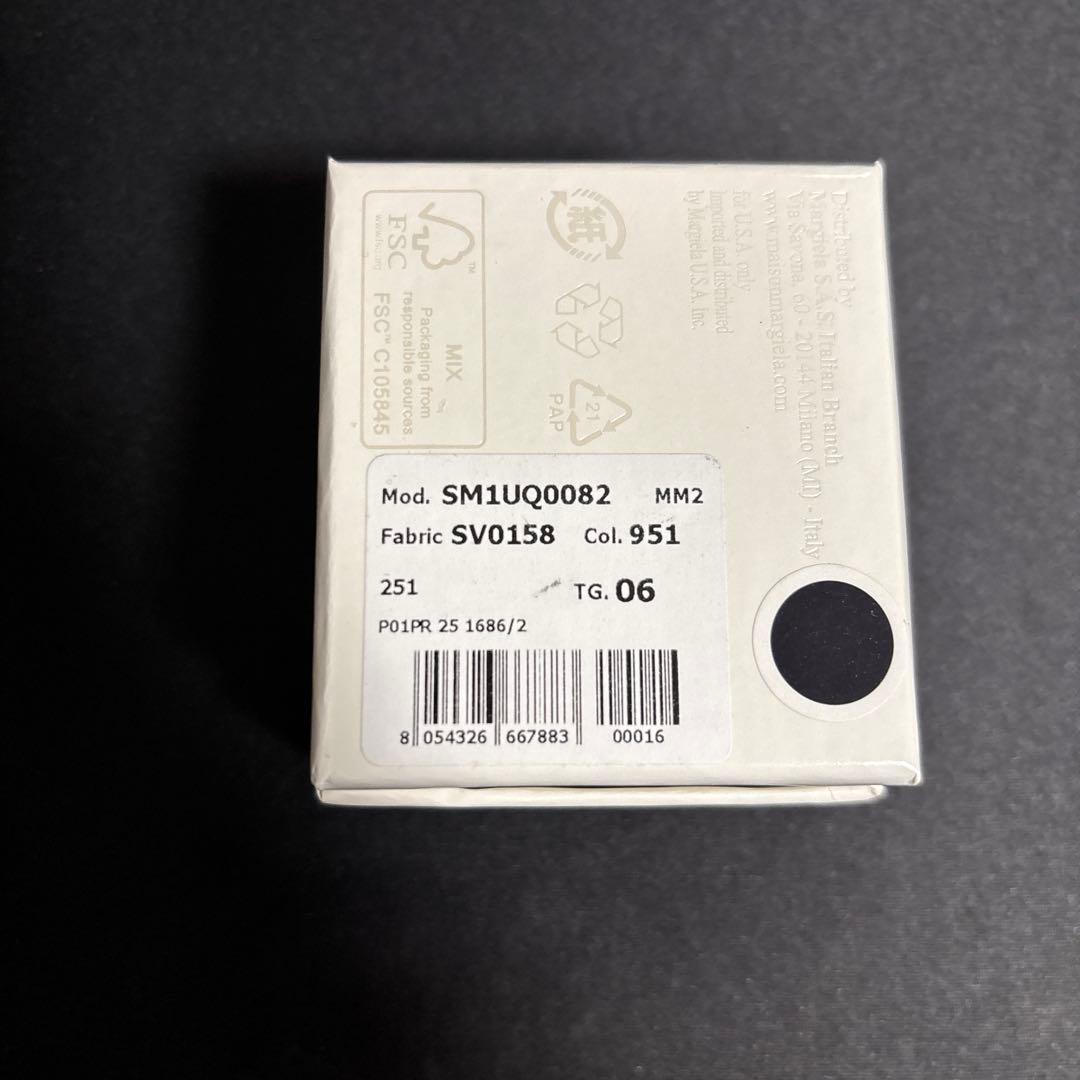 Distributed by
Margiela S.A.S. Italian Branch
Via Savona, 60 - 20144 Milano (MI) - Italy
www.maisonmargiela.com
for U.S.A. only
Imported and distributed
by Margiela U.S.A. Inc.
紙
21
PAP
™
FSC
www.fsc.org
MIX
Packaging from
responsible sources
FSC™ C105845
Mod. SM1UQ0082 MM2
Fabric SV0158 Col. 951
251 TG. 06
P01PR 25 1686/2
8 054326 667883 00016